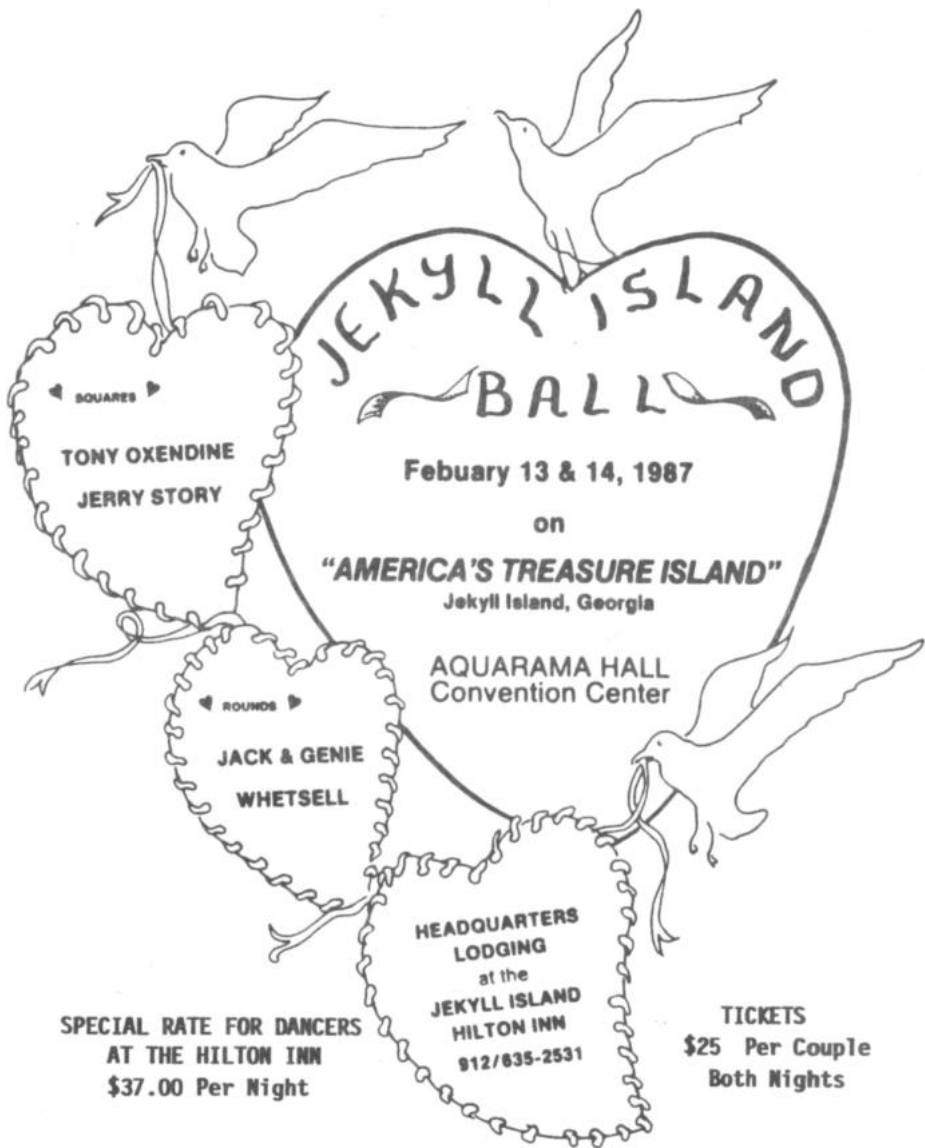 JEKYLL ISLAND
BALL
Febuary 13 & 14, 1987
on
"AMERICA'S TREASURE ISLAND"
Jekyll Island, Georgia
AQUARAMA HALL
Convention Center
SQUARES
TONY OXENDINE
JERRY STORY
ROUNDS
JACK & GENIE
WHETSELL
HEADQUARTERS
LODGING
at the
JEKYLL ISLAND
HILTON INN
912/635-2531
SPECIAL RATE FOR DANCERS
AT THE HILTON INN
$37.00 Per Night
TICKETS
$25 Per Couple
Both Nights